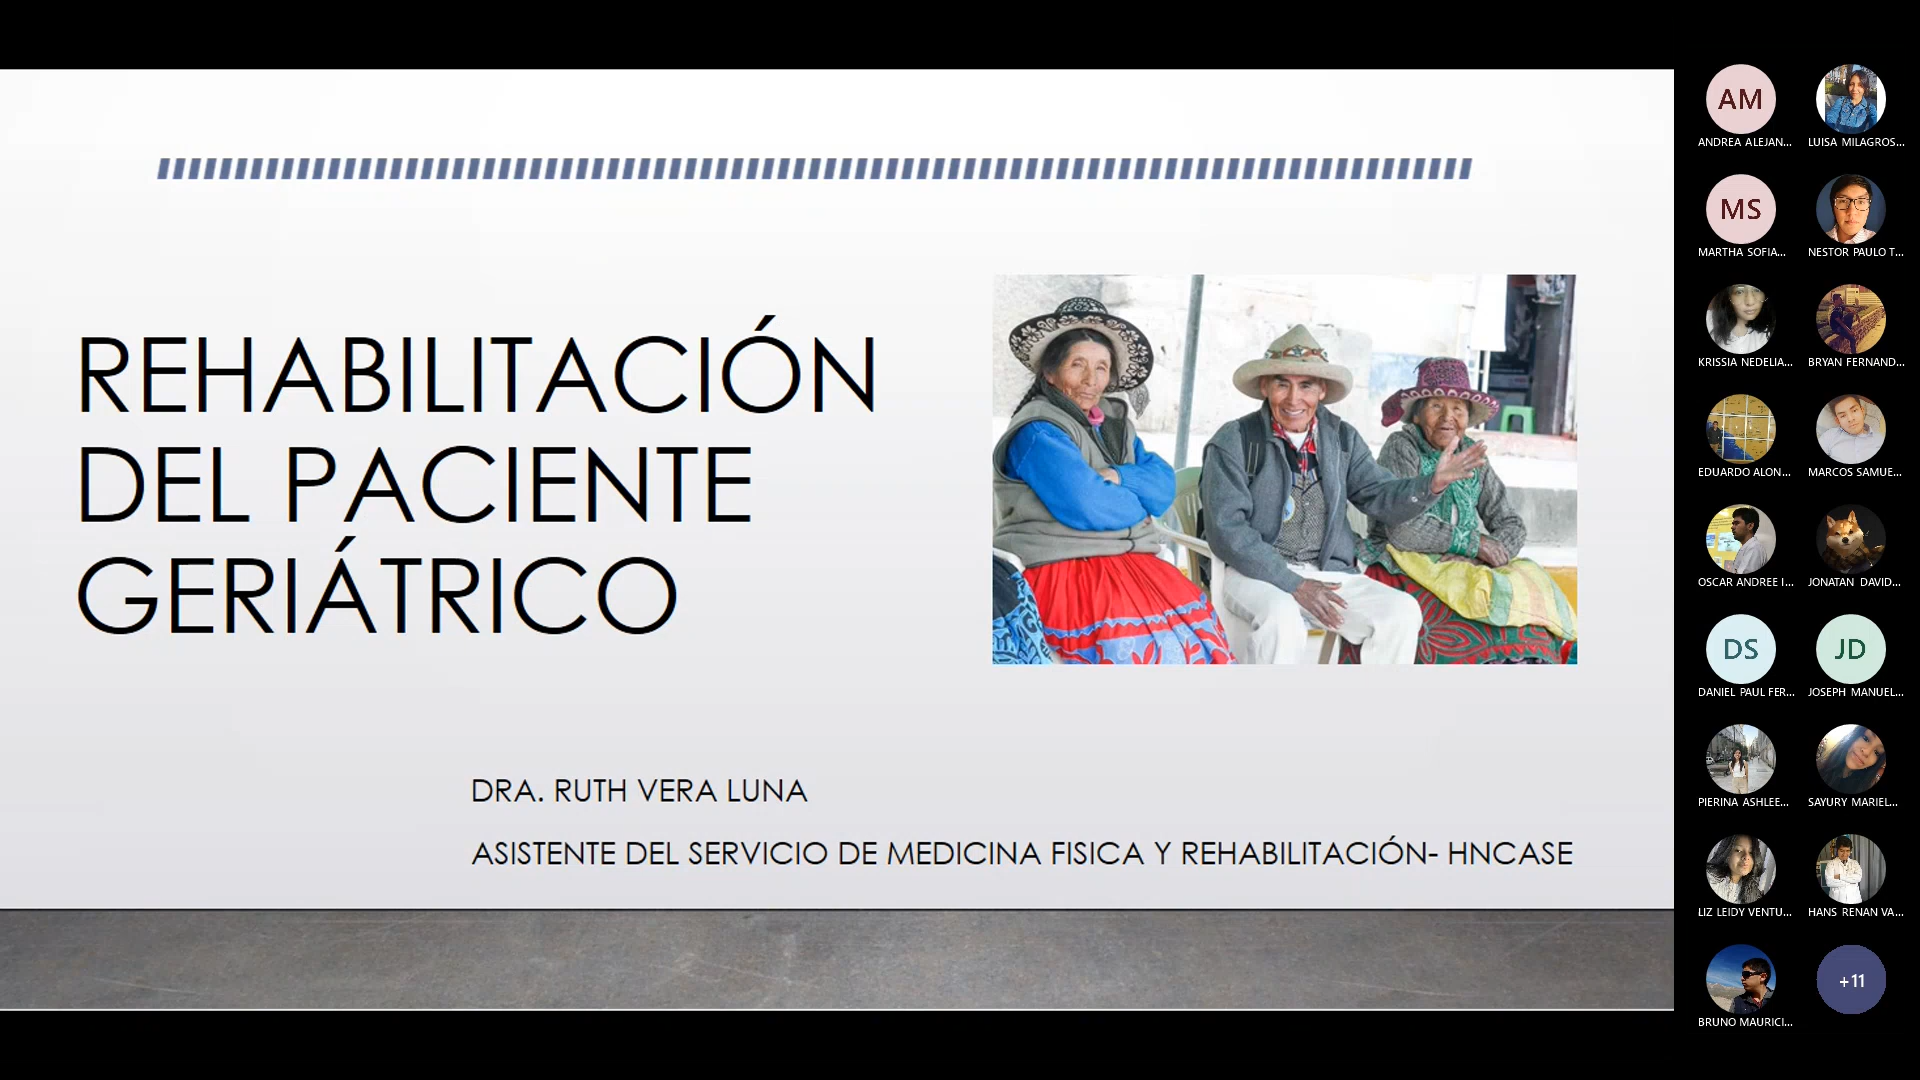 REHABILITACIÓN
DEL PACIENTE
GERIÁTRICO
DRA. RUTH VERA LUNA
ASISTENTE DEL SERVICIO DE MEDICINA FISICA Y REHABILITACIÓN- HNCASE
AM
ANDREA ALEJAN...
LUISA MILAGROS...
MS
MARTHA SOFIA...
NESTOR PAULO T...
KRISSIA NEDELIA...
BRYAN FERNAND...
EDUARDO ALON...
MARCOS SAMUE...
OSCAR ANDREE I...
JONATAN DAVID...
DS
DANIEL PAUL FER...
JD
JOSEPH MANUEL...
PIERINA ASHLEE...
SAYURY MARIEL...
LIZ LEIDY VENTU...
HANS RENAN VA...
BRUNO MAURICI...
+11